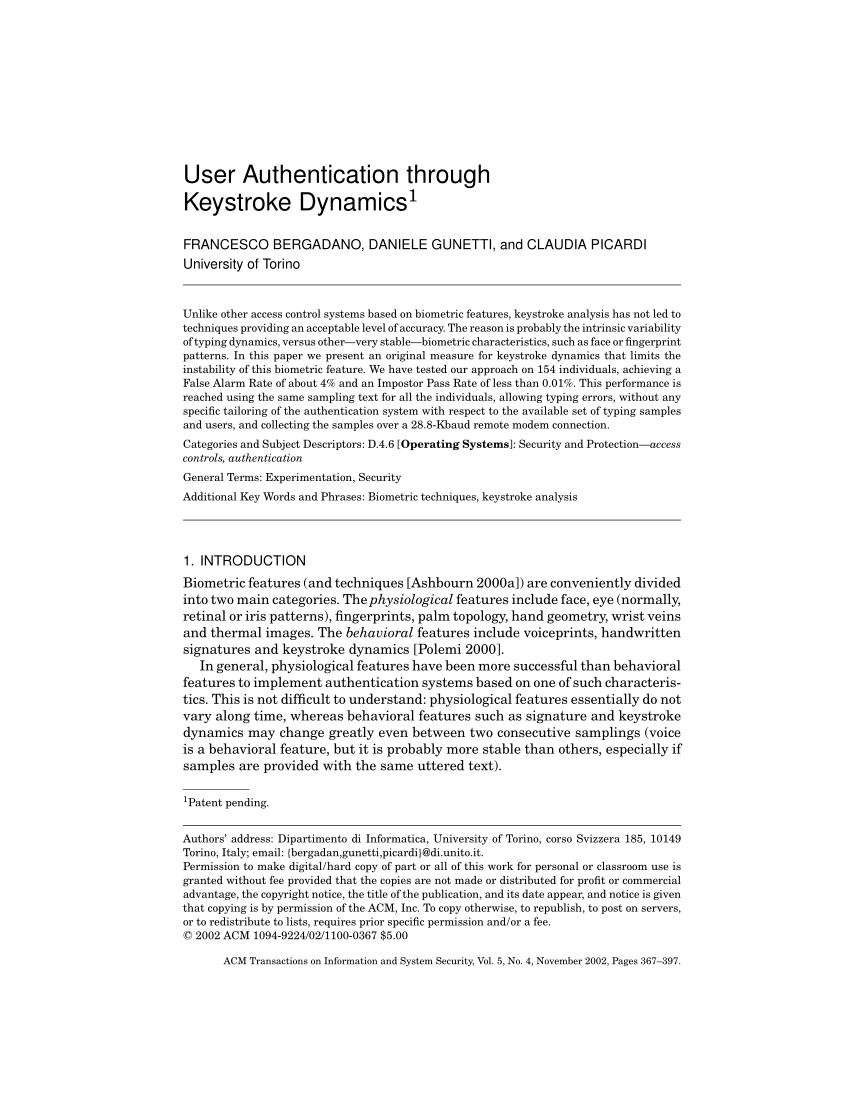 User Authentication through
Keystroke Dynamics1
FRANCESCO BERGADANO, DANIELE GUNETTI, and CLAUDIA PICARDI
University of Torino
Unlike other access control systems based on biometric features, keystroke analysis has not led to
techniques providing an acceptable level of accuracy. The reason is probably the intrinsic variability
of typing dynamics, versus other—very stable—biometric characteristics, such as face or fingerprint
patterns. In this paper we present an original measure for keystroke dynamics that limits the
instability of this biometric feature. We have tested our approach on 154 individuals, achieving a
False Alarm Rate of about 4% and an Impostor Pass Rate of less than 0.01%. This performance is
reached using the same sampling text for all the individuals, allowing typing errors, without any
specific tailoring of the authentication system with respect to the available set of typing samples
and users, and collecting the samples over a 28.8-Kbaud remote modem connection.
Categories and Subject Descriptors: D.4.6 [Operating Systems]: Security and Protection—access
controls, authentication
General Terms: Experimentation, Security
Additional Key Words and Phrases: Biometric techniques, keystroke analysis
1. INTRODUCTION
Biometric features (and techniques [Ashbourn 2000a]) are conveniently divided
into two main categories. The physiological features include face, eye (normally,
retinal or iris patterns), fingerprints, palm topology, hand geometry, wrist veins
and thermal images. The behavioral features include voiceprints, handwritten
signatures and keystroke dynamics [Polemi 2000].
In general, physiological features have been more successful than behavioral
features to implement authentication systems based on one of such characteris-
tics. This is not difficult to understand: physiological features essentially do not
vary along time, whereas behavioral features such as signature and keystroke
dynamics may change greatly even between two consecutive samplings (voice
is a behavioral feature, but it is probably more stable than others, especially if
samples are provided with the same uttered text).
1Patent pending.
Authors' address: Dipartimento di Informatica, University of Torino, corso Svizzera 185, 10149
Torino, Italy; email: {bergadan,gunetti,picardi}@di.unito.it.
Permission to make digital/hard copy of part or all of this work for personal or classroom use is
granted without fee provided that the copies are not made or distributed for profit or commercial
advantage, the copyright notice, the title of the publication, and its date appear, and notice is given
that copying is by permission of the ACM, Inc. To copy otherwise, to republish, to post on servers,
or to redistribute to lists, requires prior specific permission and/or a fee.
© 2002 ACM 1094-9224/02/1100-0367 $5.00
ACM Transactions on Information and System Security, Vol. 5, No. 4, November 2002, Pages 367–397.